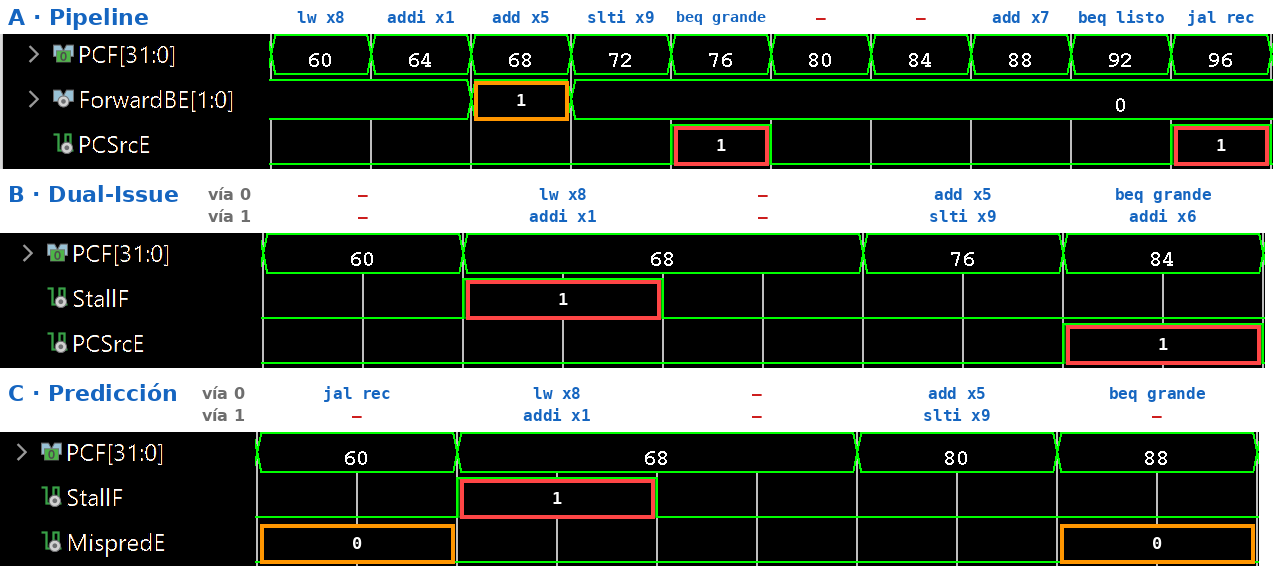 A · Pipeline lw x8 addi x1 add x5 slti x9 beq grande – – add x7 beq listo jal rec
PCF[31:0] 60 64 68 72 76 80 84 88 92 96
ForwardBE[1:0] 1 0
PCSrcE 1 1
B · Dual-Issue vía 0 – lw x8 – add x5 beq grande
vía 1 – addi x1 – slti x9 addi x6
PCF[31:0] 60 68 76 84
StallF 1
PCSrcE 1
C · Predicción vía 0 jal rec lw x8 – add x5 beq grande
vía 1 – addi x1 – slti x9 –
PCF[31:0] 60 68 80 88
StallF 1
MispredE 0 0